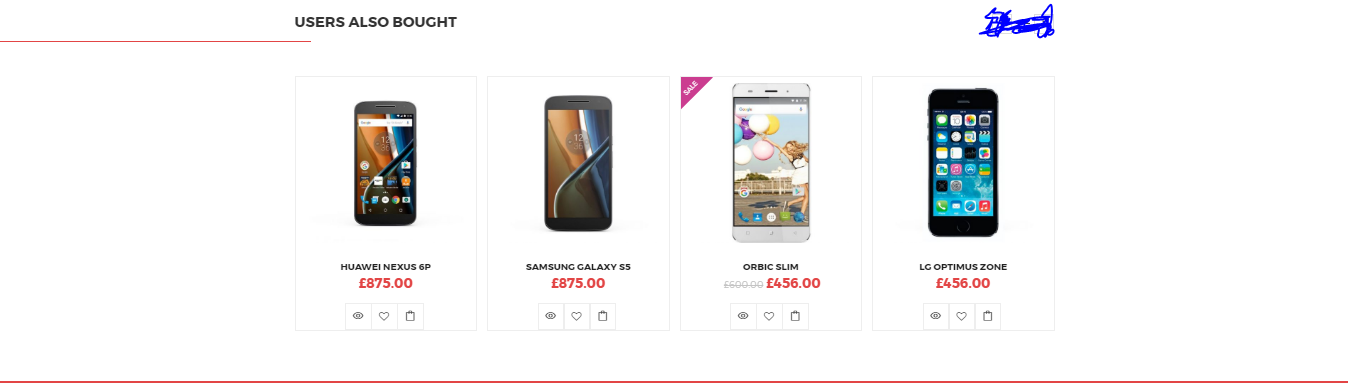 USERS ALSO BOUGHT
SALE
HUAWEI NEXUS 6P
£875.00
SAMSUNG GALAXY S5
£875.00
ORBIC SLIM
£600.00 £456.00
LG OPTIMUS ZONE
£456.00